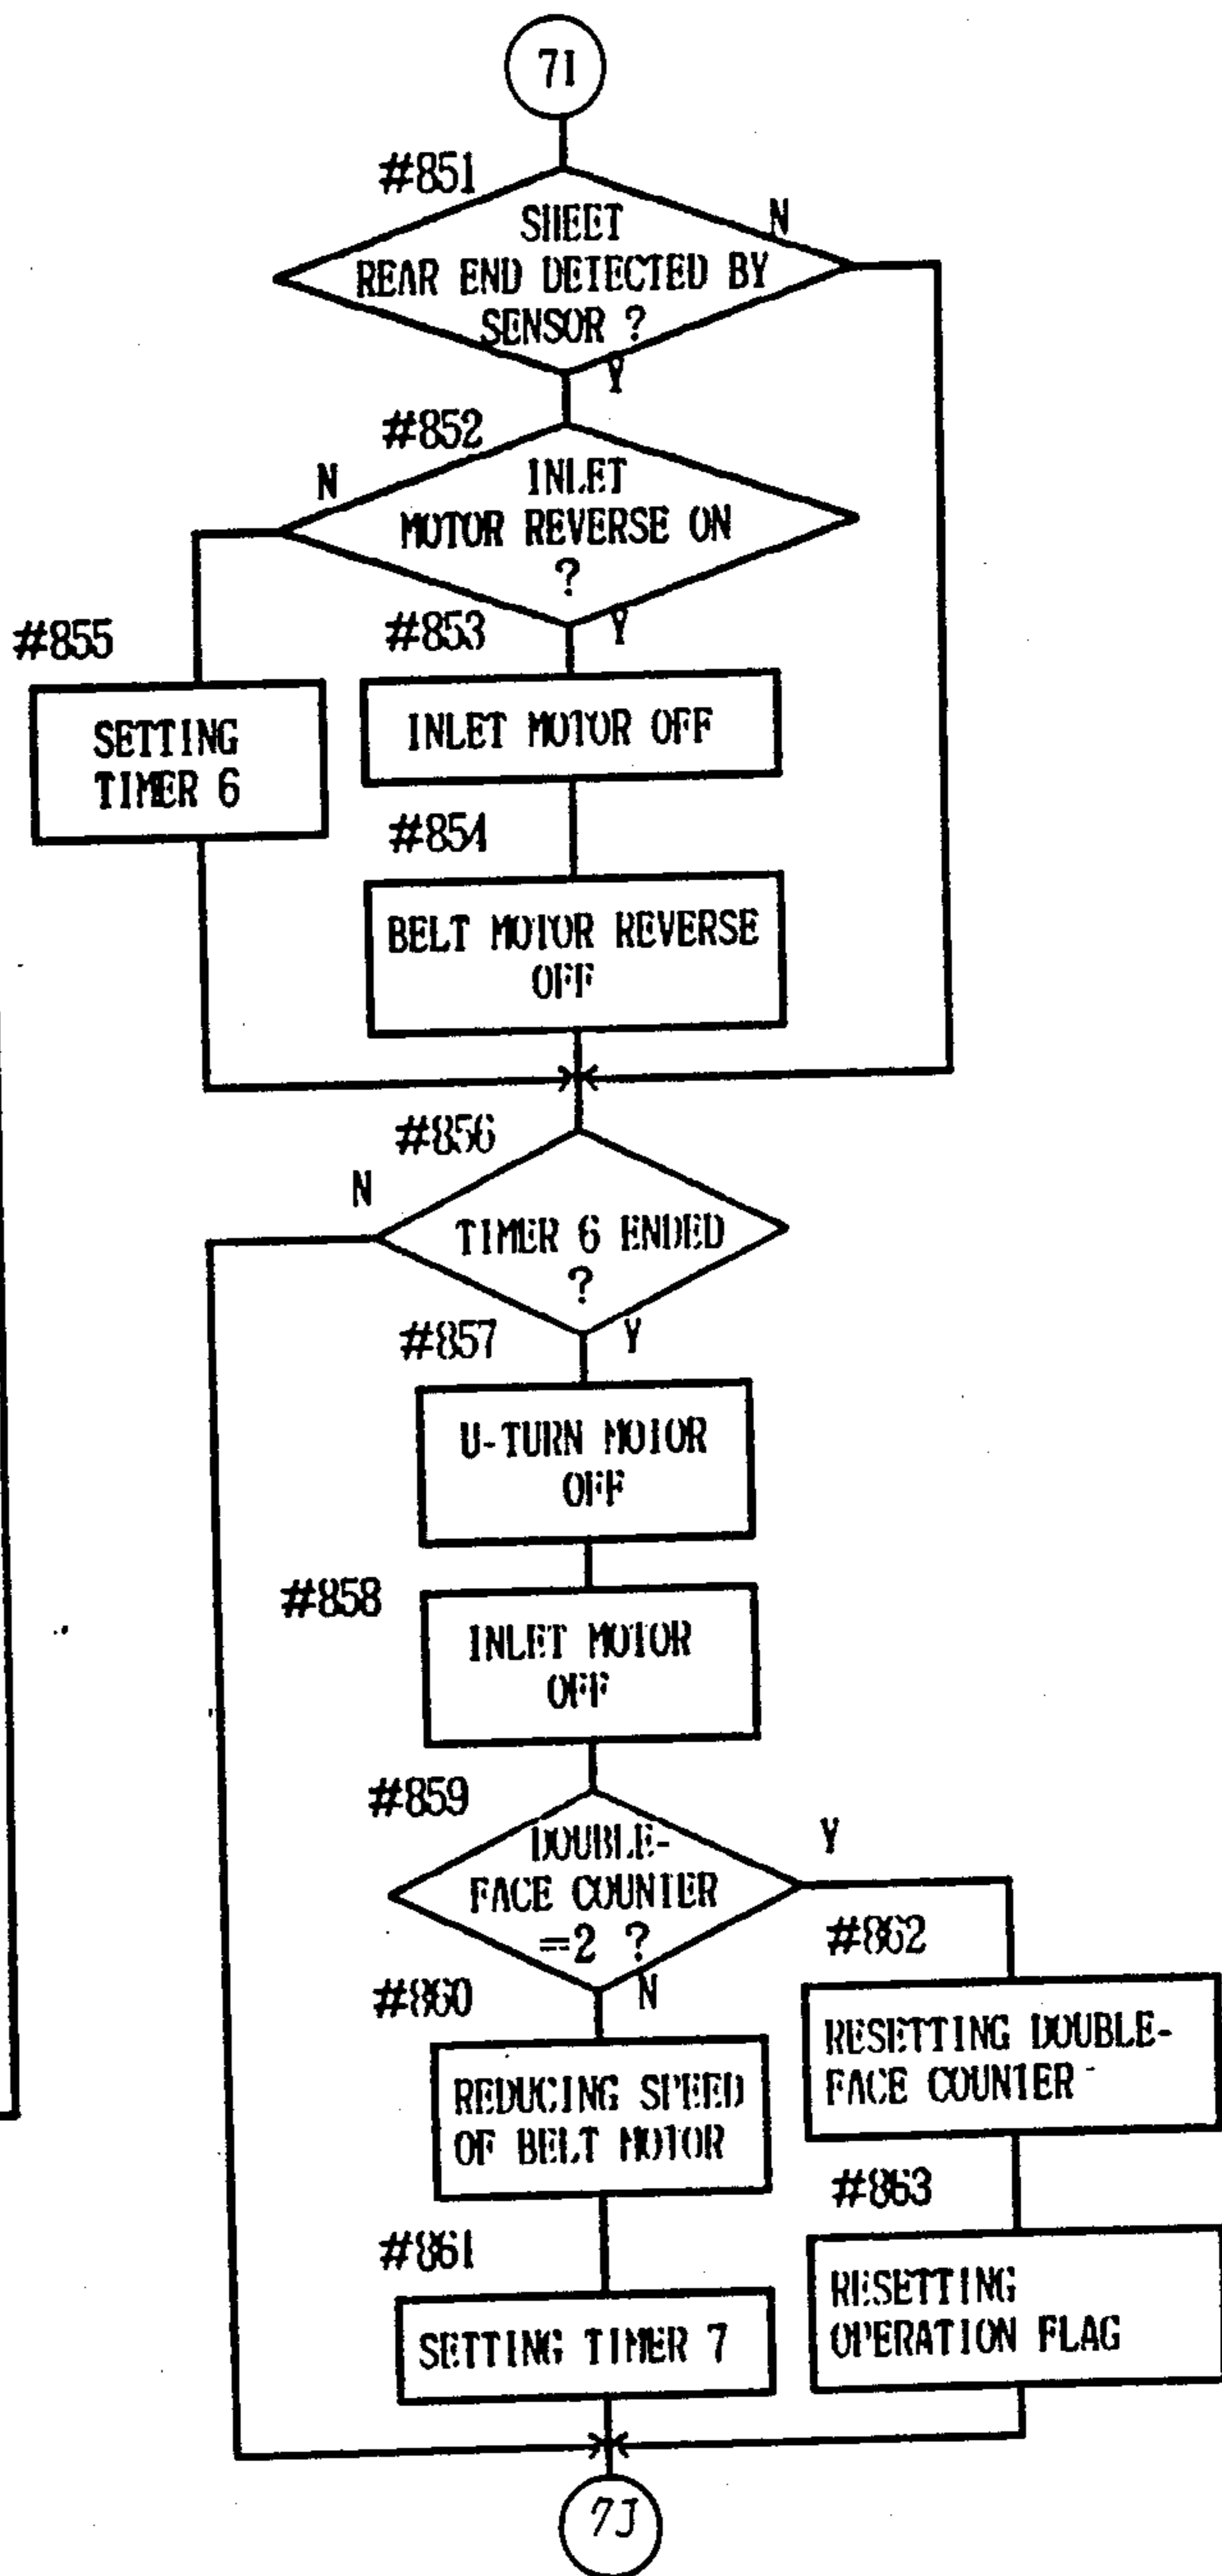 7I
#851
SHEET
REAR END DETECTED BY
SENSOR ?
N
Y
#852
N
INLET
MOTOR REVERSE ON
?
Y
#855
SETTING
TIMER 6
#853
INLET MOTOR OFF
#854
BELT MOTOR REVERSE
OFF
#856
N
TIMER 6 ENDED
?
Y
#857
U-TURN MOTOR
OFF
#858
INLET MOTOR
OFF
#859
DOUBLE-
FACE COUNTER
=2 ?
Y
N
#860
REDUCING SPEED
OF BELT MOTOR
#861
SETTING TIMER 7
#862
RESETTING DOUBLE-
FACE COUNTER
#863
RESETTING
OPERATION FLAG
7J